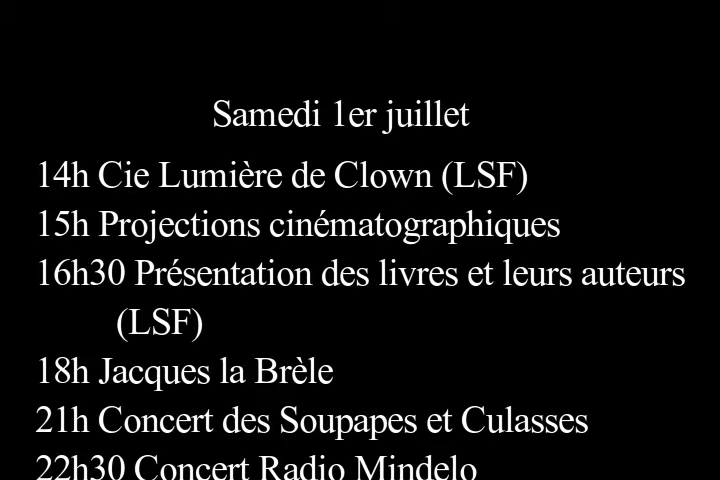 Samedi 1er juillet
14h Cie Lumière de Clown (LSF)
15h Projections cinématographiques
16h30 Présentation des livres et leurs auteurs
(LSF)
18h Jacques la Brèle
21h Concert des Soupapes et Culasses
22h30 Concert Radio Mindelo